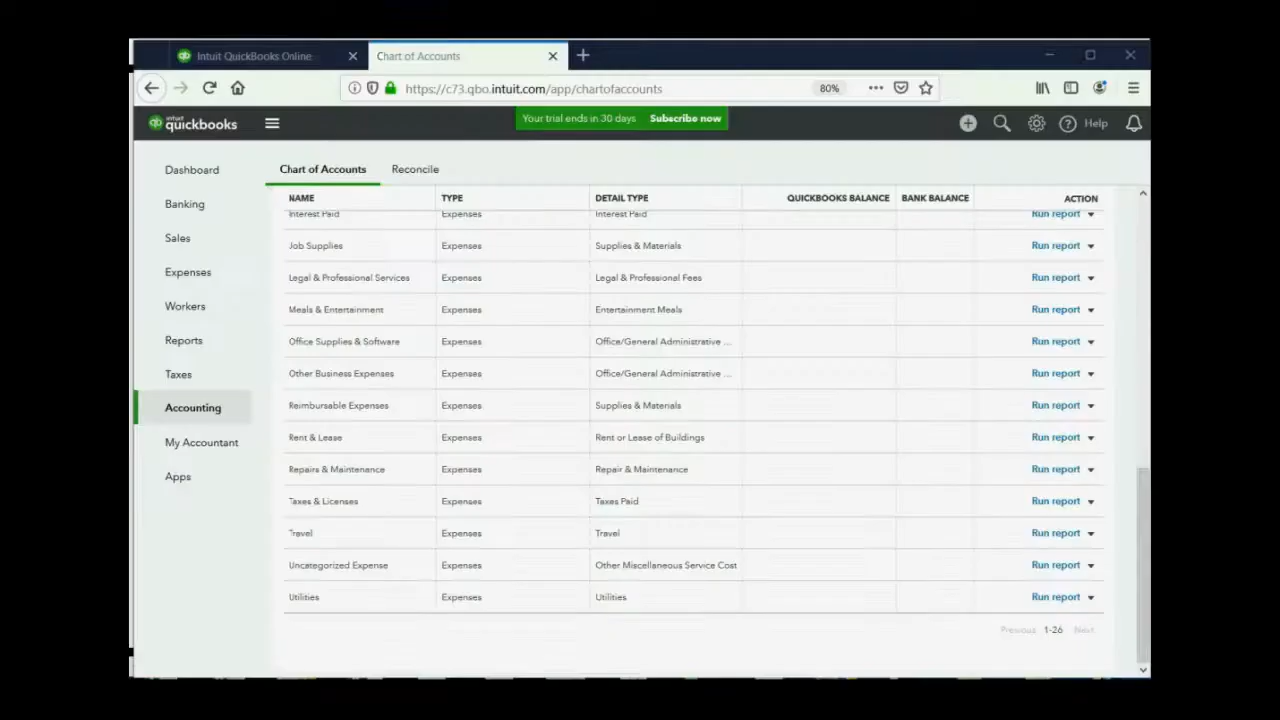 Intuit QuickBooks Online
Chart of Accounts
https://c73.qbo.intuit.com/app/chartofaccounts
80%
intuit quickbooks
Your trial ends in 30 days Subscribe now
Help
Dashboard
Banking
Sales
Expenses
Workers
Reports
Taxes
Accounting
My Accountant
Apps
Chart of Accounts Reconcile
NAME TYPE DETAIL TYPE QUICKBOOKS BALANCE BANK BALANCE ACTION
Interest Paid Expenses Interest Paid Run report
Job Supplies Expenses Supplies & Materials Run report
Legal & Professional Services Expenses Legal & Professional Fees Run report
Meals & Entertainment Expenses Entertainment Meals Run report
Office Supplies & Software Expenses Office/General Administrative ... Run report
Other Business Expenses Expenses Office/General Administrative ... Run report
Reimbursable Expenses Expenses Supplies & Materials Run report
Rent & Lease Expenses Rent or Lease of Buildings Run report
Repairs & Maintenance Expenses Repair & Maintenance Run report
Taxes & Licenses Expenses Taxes Paid Run report
Travel Expenses Travel Run report
Uncategorized Expense Expenses Other Miscellaneous Service Cost Run report
Utilities Expenses Utilities Run report
Previous 1-26 Next